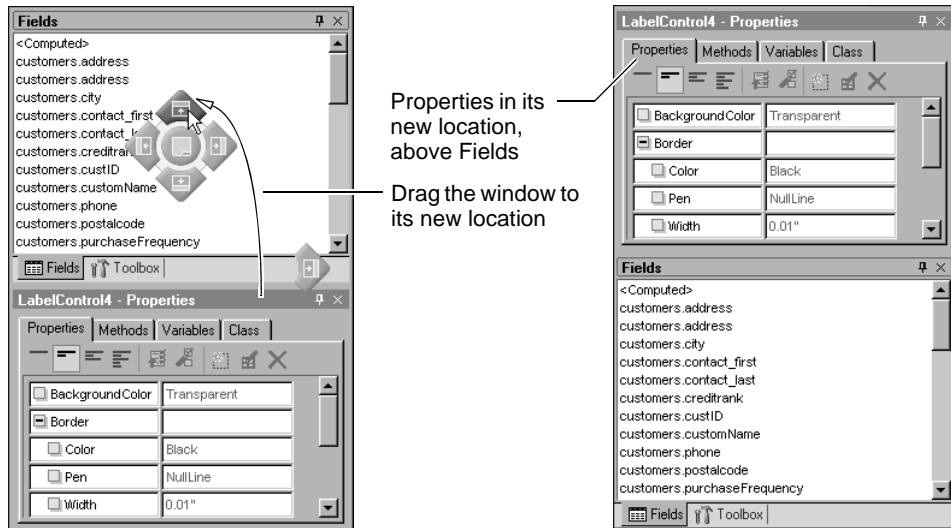 Fields
<Computed>
customers.address
customers.address
customers.city
customers.contact_first
customers.contact_l
customers.creditran
customers.custID
customers.customName
customers.phone
customers.postalcode
customers.purchaseFrequency
Fields Toolbox
LabelControl4 - Properties
Properties Methods Variables Class
BackgroundColor Transparent
Border
Color Black
Pen NullLine
Width 0.01"
Properties in its
new location,
above Fields
Drag the window to
its new location
LabelControl4 - Properties
Properties Methods Variables Class
BackgroundColor Transparent
Border
Color Black
Pen NullLine
Width 0.01"
Fields
<Computed>
customers.address
customers.address
customers.city
customers.contact_first
customers.contact_last
customers.creditrank
customers.custID
customers.customName
customers.phone
customers.postalcode
customers.purchaseFrequency
Fields Toolbox